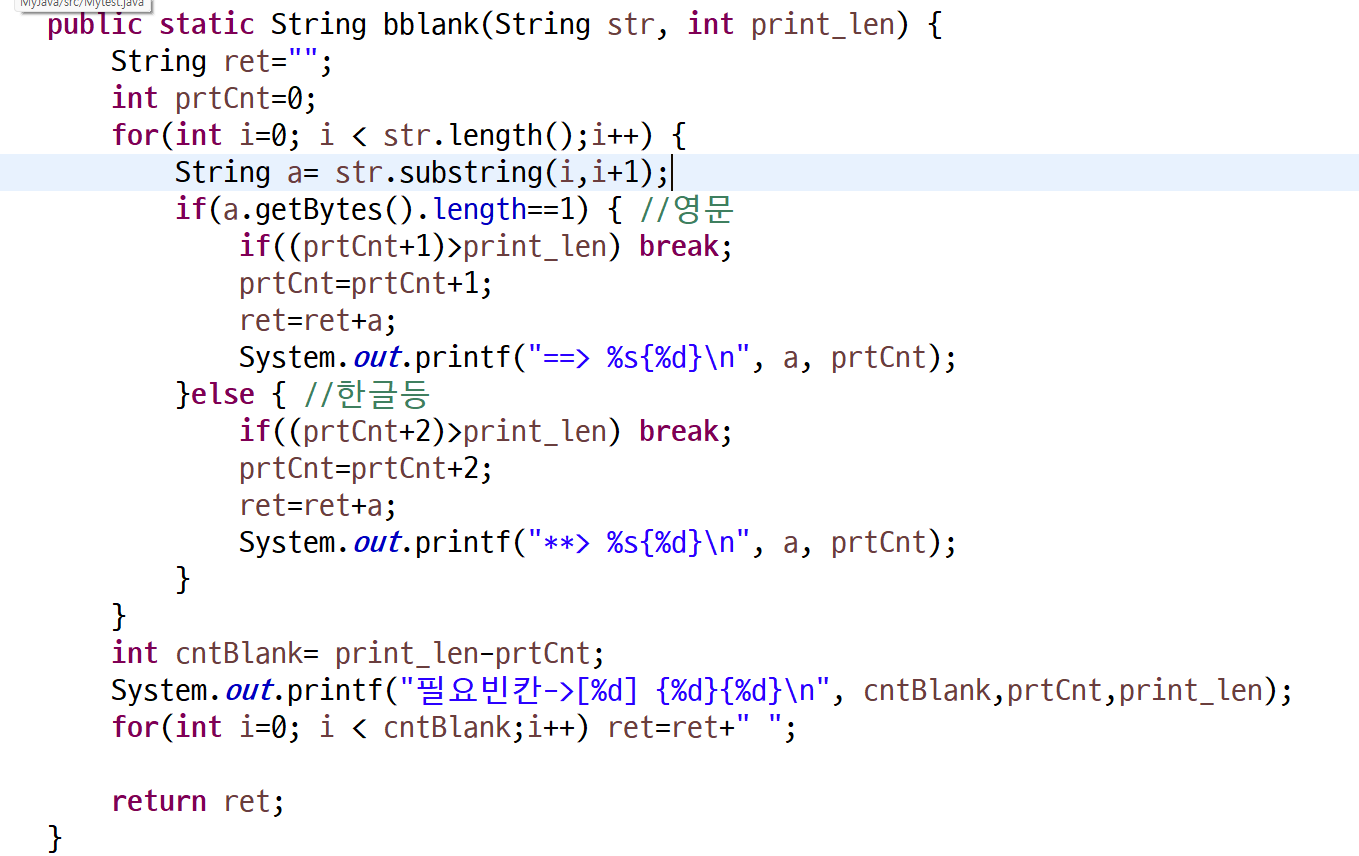 MyJava/src/Mytest.java
public static String bblank(String str, int print_len) {
    String ret="";
    int prtCnt=0;
    for(int i=0; i < str.length();i++) {
        String a= str.substring(i,i+1);
        if(a.getBytes().length==1) { //영문
            if((prtCnt+1)>print_len) break;
            prtCnt=prtCnt+1;
            ret=ret+a;
            System.out.printf("==> %s{%d}\n", a, prtCnt);
        }else { //한글등
            if((prtCnt+2)>print_len) break;
            prtCnt=prtCnt+2;
            ret=ret+a;
            System.out.printf("**> %s{%d}\n", a, prtCnt);
        }
    }
    int cntBlank= print_len-prtCnt;
    System.out.printf("필요빈칸->[%d] {%d}{%d}\n", cntBlank,prtCnt,print_len);
    for(int i=0; i < cntBlank;i++) ret=ret+" ";
    return ret;
}